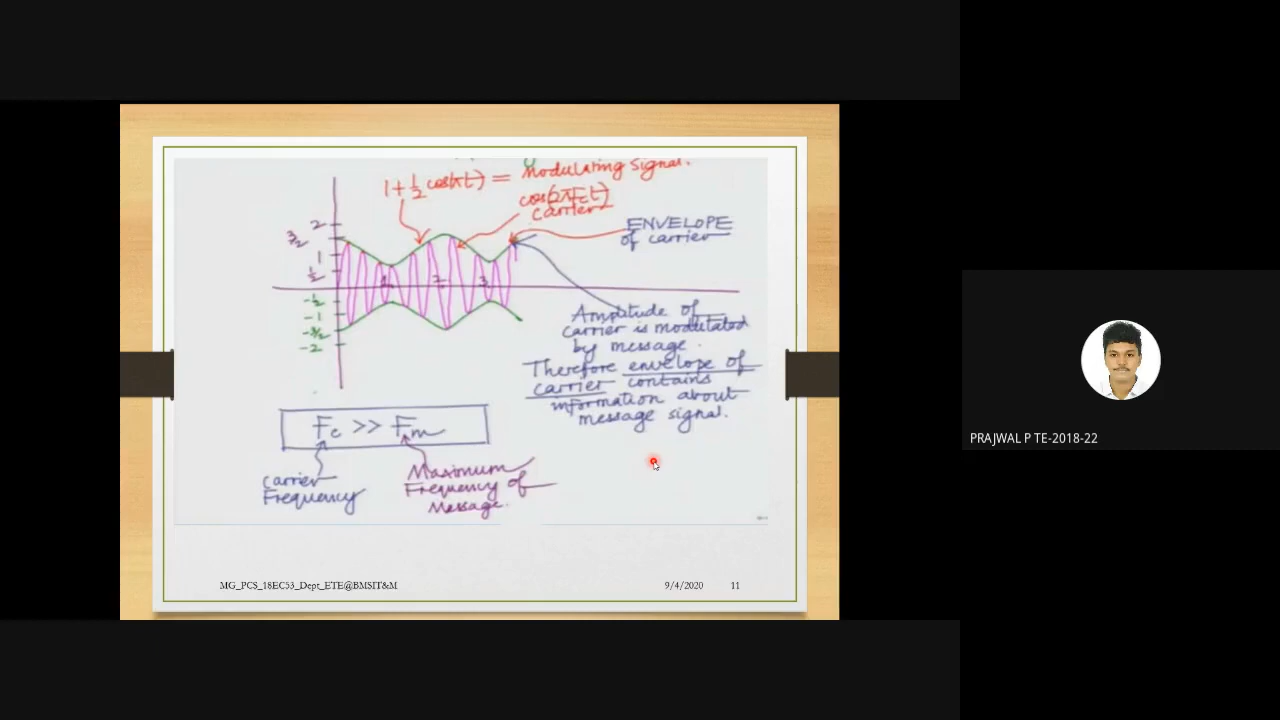 1 + 1/2 cos(πt) = Modulating Signal.
cos(2πFct)
carrier
ENVELOPE
of carrier
2
3/2
1
1/2
-1/2
-1
-3/2
-2
1
2
3
Amplitude of
carrier is modulated
by message.
Therefore envelope of
carrier contains
information about
message signal.
Fc >> Fm
Carrier
Frequency
Maximum
Frequency of
Message.
MG_PCS_18EC53_Dept_ETE@BMSIT&M
9/4/2020
11
PRAJWAL P TE-2018-22